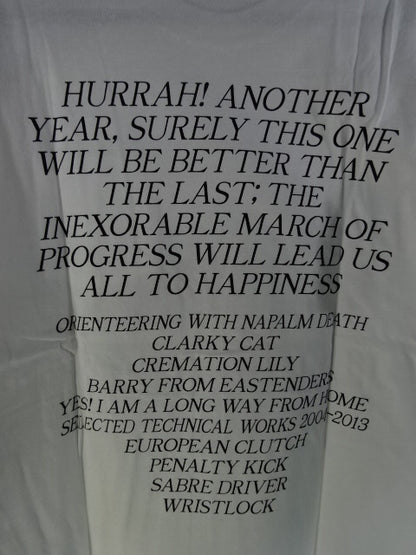 HURRAH! ANOTHER
YEAR, SURELY THIS ONE
WILL BE BETTER THAN
THE LAST; THE
INEXORABLE MARCH OF
PROGRESS WILL LEAD US
ALL TO HAPPINESS
ORIENTEERING WITH NAPALM DEATH
CLARKY CAT
CREMATION LILY
BARRY FROM EASTENDERS
YES! I AM A LONG WAY FROM HOME
SELECTED TECHNICAL WORKS 2004-2013
EUROPEAN CLUTCH
PENALTY KICK
SABRE DRIVER
WRISTLOCK